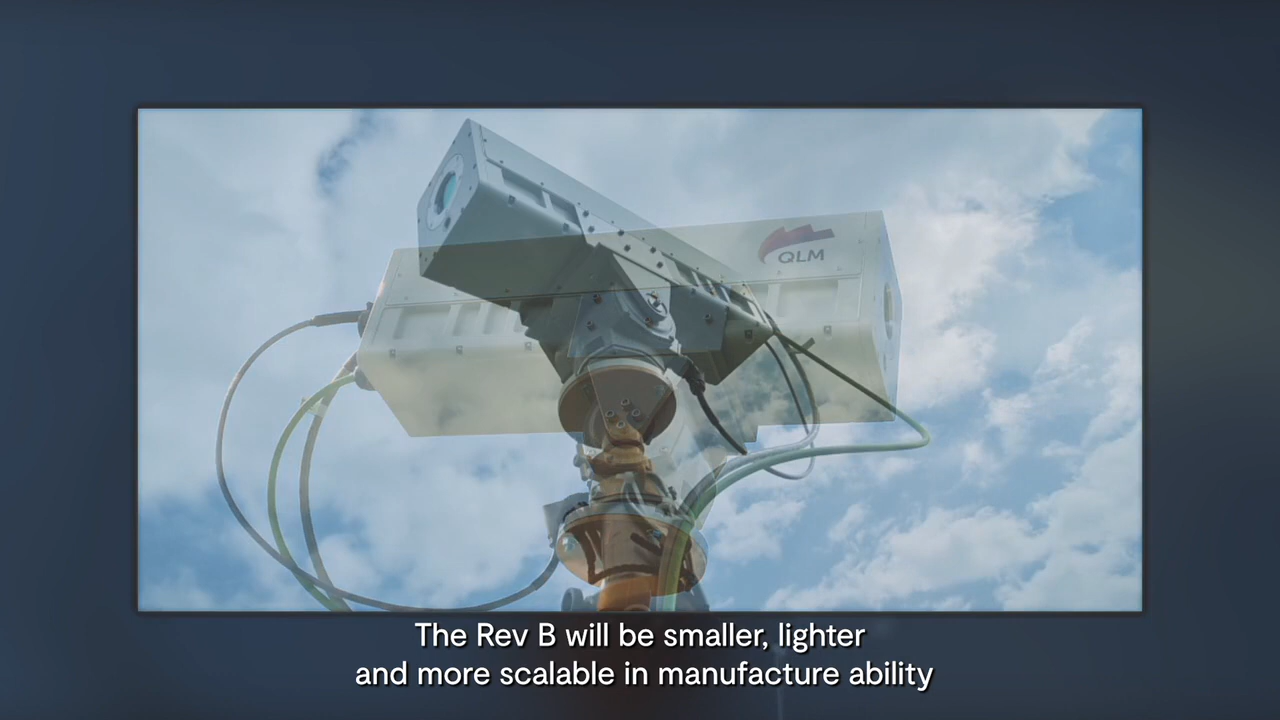 QLM
The Rev B will be smaller, lighter
and more scalable in manufacture ability